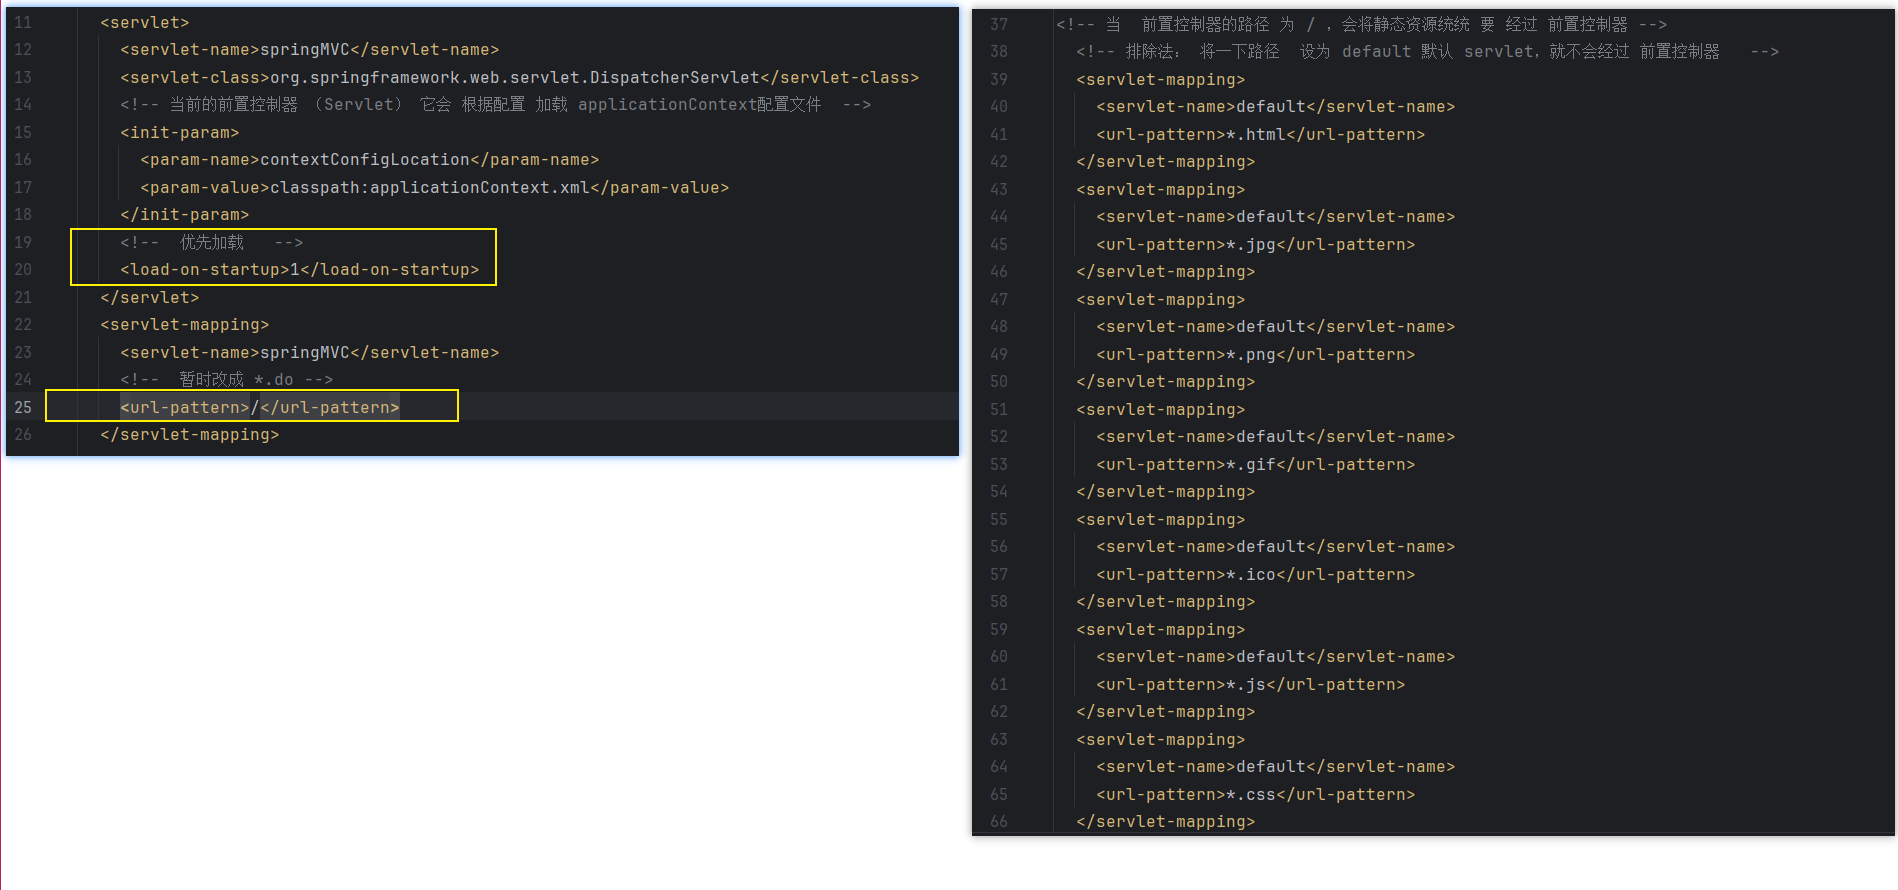 11 <servlet>
12 <servlet-name>springMVC</servlet-name>
13 <servlet-class>org.springframework.web.servlet.DispatcherServlet</servlet-class>
14 <!-- 当前的前置控制器 （Servlet） 它会 根据配置 加载 applicationContext配置文件 -->
15 <init-param>
16 <param-name>contextConfigLocation</param-name>
17 <param-value>classpath:applicationContext.xml</param-value>
18 </init-param>
19 <!-- 优先加载 -->
20 <load-on-startup>1</load-on-startup>
21 </servlet>
22 <servlet-mapping>
23 <servlet-name>springMVC</servlet-name>
24 <!-- 暂时改成 *.do -->
25 <url-pattern>/</url-pattern>
26 </servlet-mapping>
37 <!-- 当 前置控制器的路径 为 / ，会将静态资源统统 要 经过 前置控制器 -->
38 <!-- 排除法： 将一下路径 设为 default 默认 servlet，就不会经过 前置控制器 -->
39 <servlet-mapping>
40 <servlet-name>default</servlet-name>
41 <url-pattern>*.html</url-pattern>
42 </servlet-mapping>
43 <servlet-mapping>
44 <servlet-name>default</servlet-name>
45 <url-pattern>*.jpg</url-pattern>
46 </servlet-mapping>
47 <servlet-mapping>
48 <servlet-name>default</servlet-name>
49 <url-pattern>*.png</url-pattern>
50 </servlet-mapping>
51 <servlet-mapping>
52 <servlet-name>default</servlet-name>
53 <url-pattern>*.gif</url-pattern>
54 </servlet-mapping>
55 <servlet-mapping>
56 <servlet-name>default</servlet-name>
57 <url-pattern>*.ico</url-pattern>
58 </servlet-mapping>
59 <servlet-mapping>
60 <servlet-name>default</servlet-name>
61 <url-pattern>*.js</url-pattern>
62 </servlet-mapping>
63 <servlet-mapping>
64 <servlet-name>default</servlet-name>
65 <url-pattern>*.css</url-pattern>
66 </servlet-mapping>